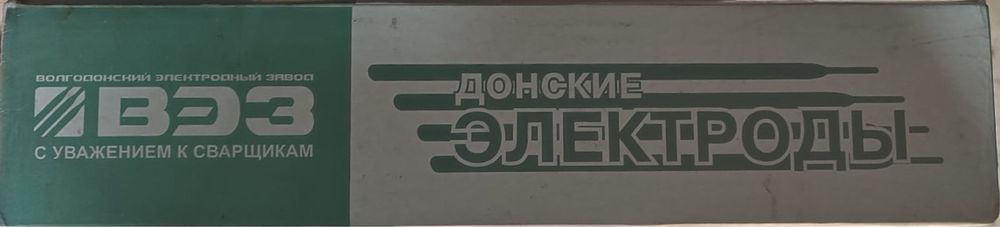 ВОЛГОДОНСКИЙ ЭЛЕКТРОДНЫЙ ЗАВОД
ВЭЗ
С УВАЖЕНИЕМ К СВАРЩИКАМ
ДОНСКИЕ
ЭЛЕКТРОДЫ